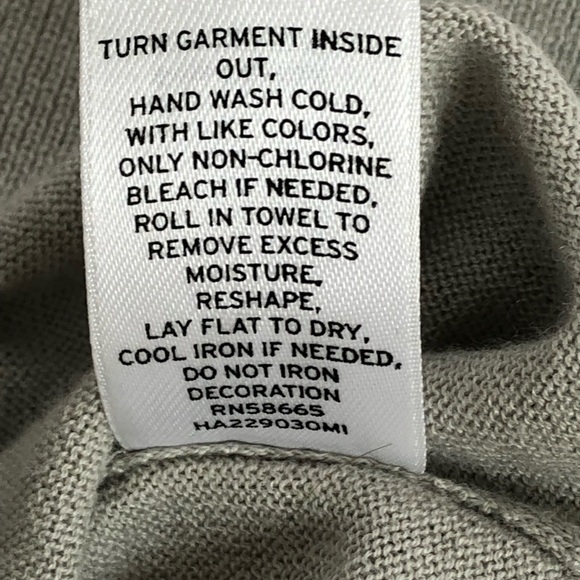 TURN GARMENT INSIDE
OUT,
HAND WASH COLD,
WITH LIKE COLORS,
ONLY NON-CHLORINE
BLEACH IF NEEDED,
ROLL IN TOWEL TO
REMOVE EXCESS
MOISTURE,
RESHAPE,
LAY FLAT TO DRY,
COOL IRON IF NEEDED,
DO NOT IRON
DECORATION
RN58665
HA229030MI